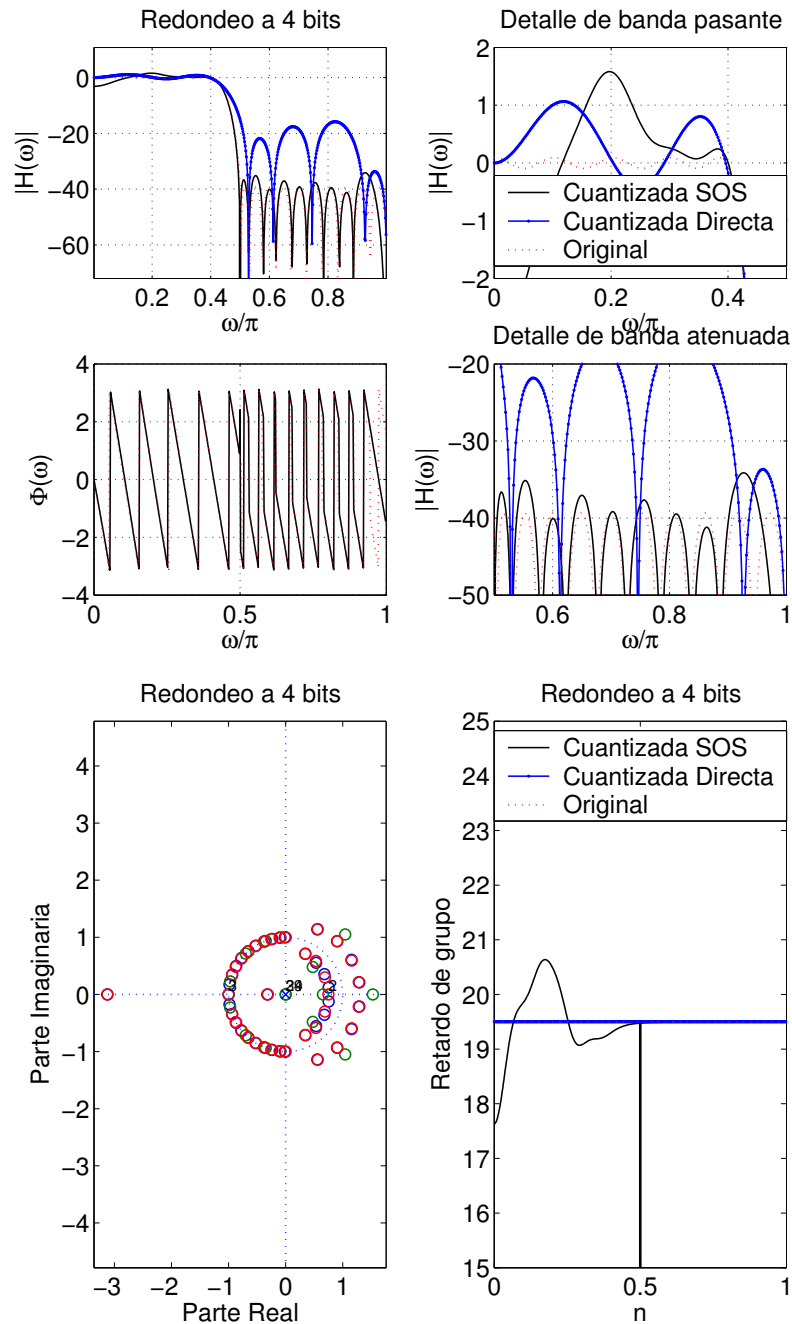 Redondeo a 4 bits
|H(ω)|
0
−20
−40
−60
0.2 0.4 0.6 0.8
ω/π
Detalle de banda pasante
|H(ω)|
2
1
0
−1
−2
Cuantizada SOS
Cuantizada Directa
Original
0 0.2 0.4
ω/π
Φ(ω)
4
2
0
−2
−4
0 0.5 1
ω/π
Detalle de banda atenuada
|H(ω)|
−20
−30
−40
−50
0.6 0.8 1
ω/π
Redondeo a 4 bits
Parte Imaginaria
4
3
2
1
0
−1
−2
−3
−4
3
2
−3 −2 −1 0 1
Parte Real
Redondeo a 4 bits
Retardo de grupo
25
24
23
22
21
20
19
18
17
16
15
Cuantizada SOS
Cuantizada Directa
Original
0 0.5 1
n